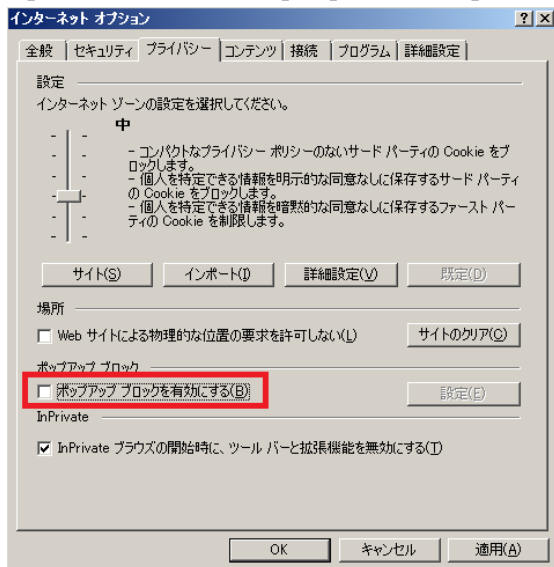 インターネット オプション
全般 セキュリティ プライバシー コンテンツ 接続 プログラム 詳細設定
設定
インターネット ゾーンの設定を選択してください。
中
- コンパクトなプライバシー ポリシーのないサード パーティの Cookie をブ
ロックします。
- 個人を特定できる情報を明示的な同意なしに保存するサード パーティ
の Cookie をブロックします。
- 個人を特定できる情報を暗黙的な同意なしに保存するファースト パー
ティの Cookie を制限します。
サイト(S) インポート(I) 詳細設定(V) 既定(D)
場所
Web サイトによる物理的な位置の要求を許可しない(L) サイトのクリア(C)
ポップアップ ブロック
ポップアップ ブロックを有効にする(B) 設定(E)
InPrivate
InPrivate ブラウズの開始時に、ツール バーと拡張機能を無効にする(T)
OK キャンセル 適用(A)